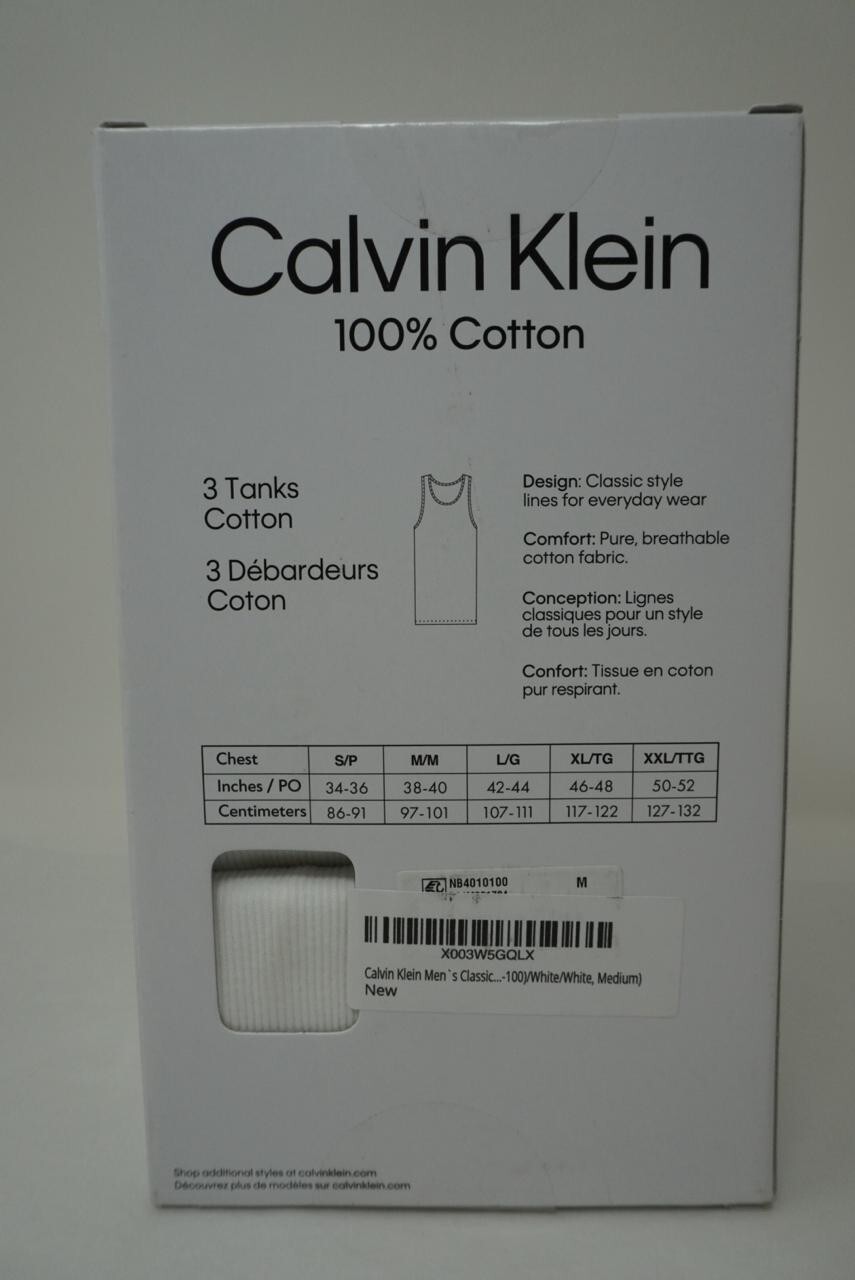 Calvin Klein
100% Cotton
3 Tanks
Cotton
3 Débardeurs
Coton
Design: Classic style
lines for everyday wear
Comfort: Pure, breathable
cotton fabric.
Conception: Lignes
classiques pour un style
de tous les jours.
Confort: Tissue en coton
pur respirant.
Chest S/P M/M L/G XL/TG XXL/TTG
Inches / PO 34-36 38-40 42-44 46-48 50-52
Centimeters 86-91 97-101 107-111 117-122 127-132
NB4010100 M
X003W5GQLX
Calvin Klein Men`s Classic...-100)/White/White, Medium)
New
Shop additional styles at calvinklein.com
Découvrez plus de modèles sur calvinklein.com